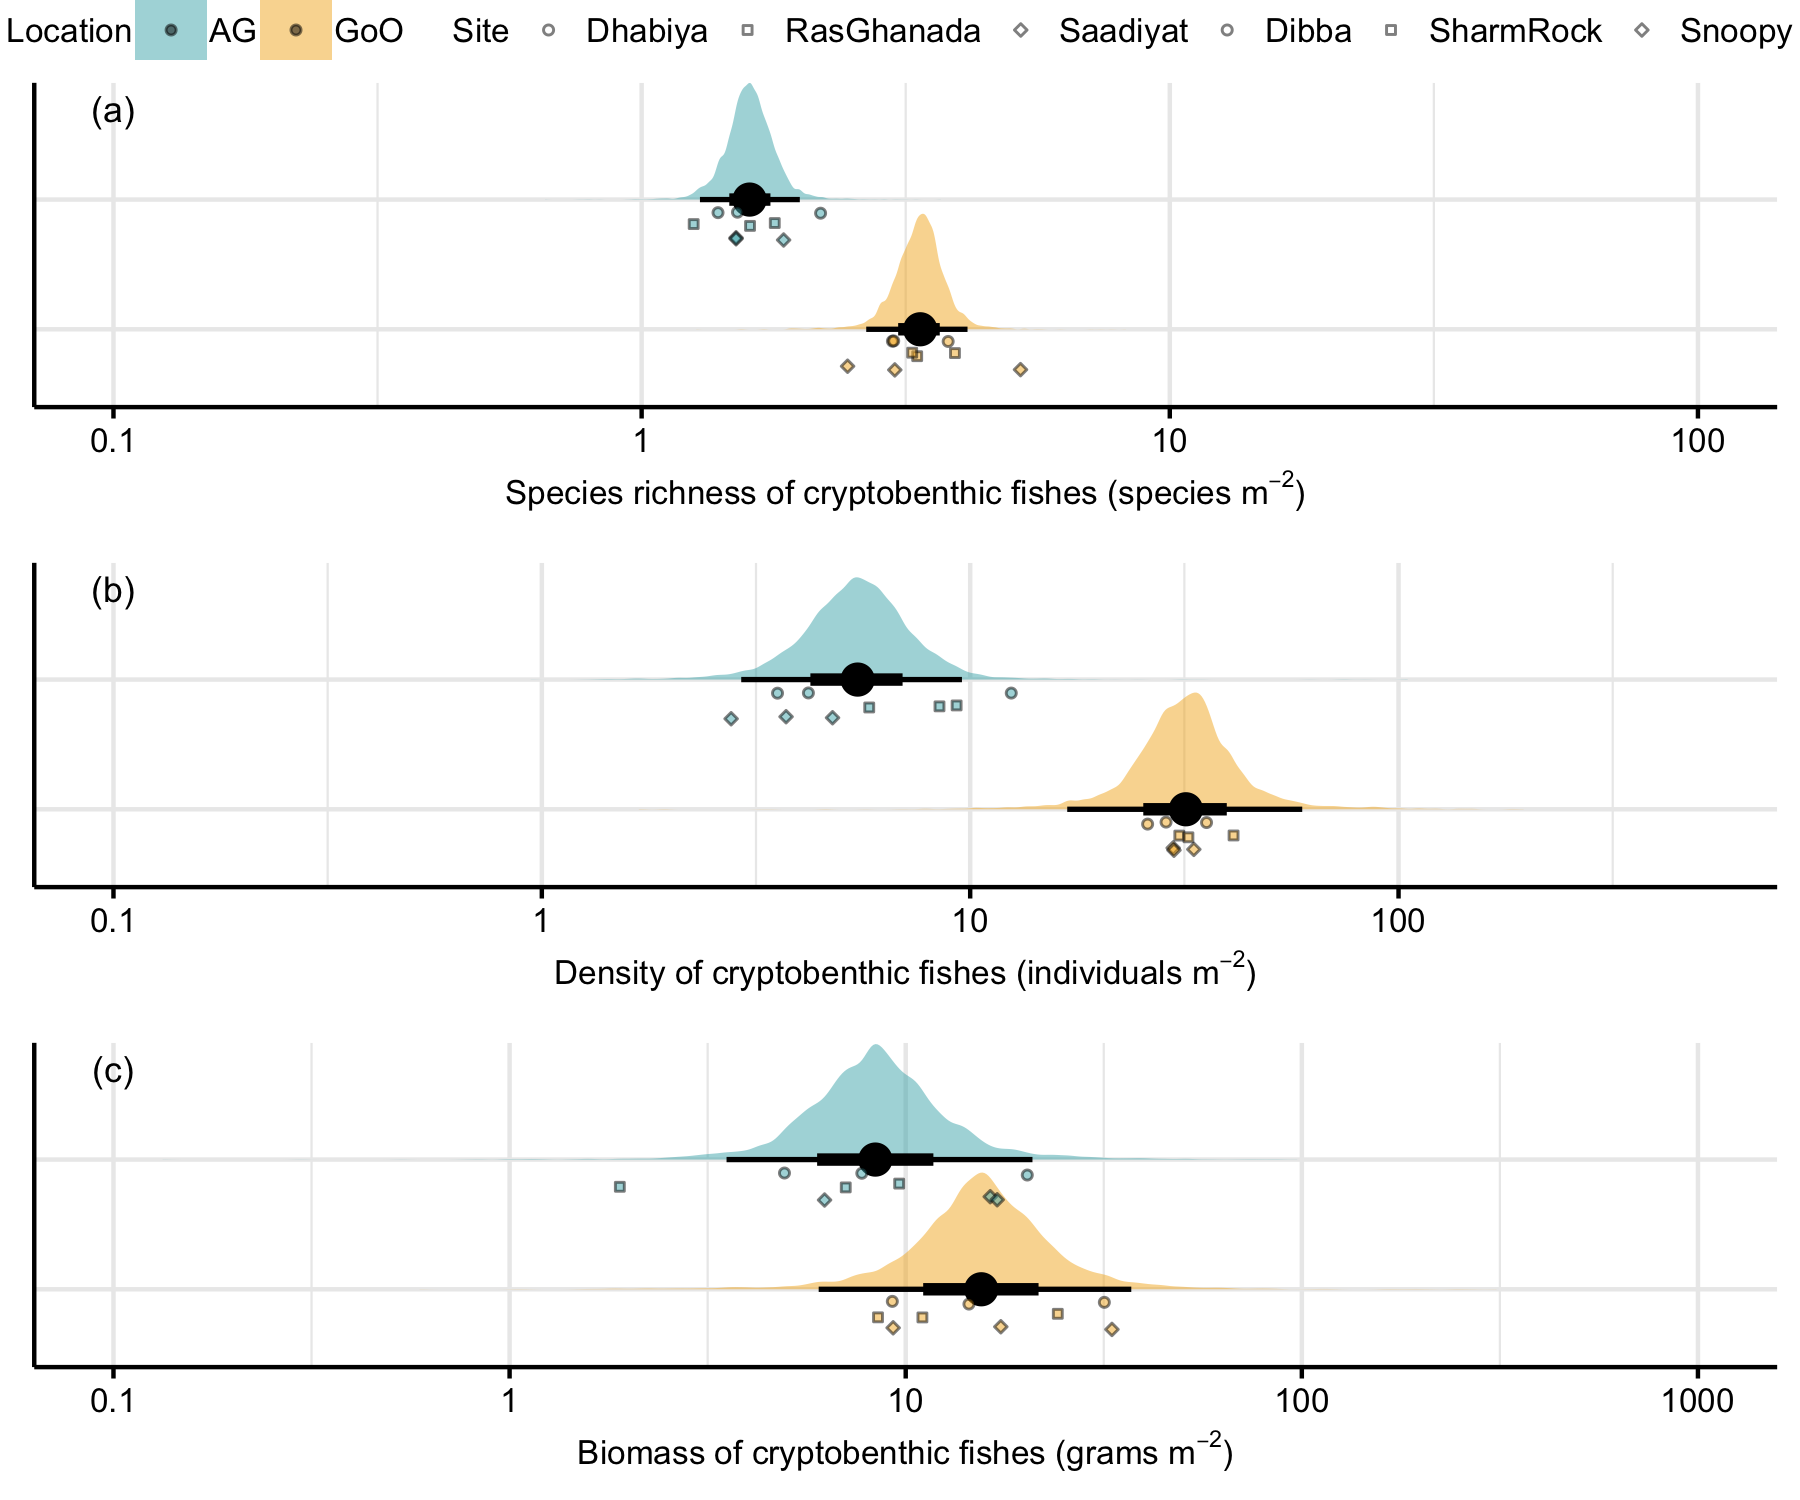 Location AG GoO Site Dhabiya RasGhanada Saadiyat Dibba SharmRock Snoopy
(a)
0.1 1 10 100
Species richness of cryptobenthic fishes (species m⁻²)
(b)
0.1 1 10 100
Density of cryptobenthic fishes (individuals m⁻²)
(c)
0.1 1 10 100 1000
Biomass of cryptobenthic fishes (grams m⁻²)